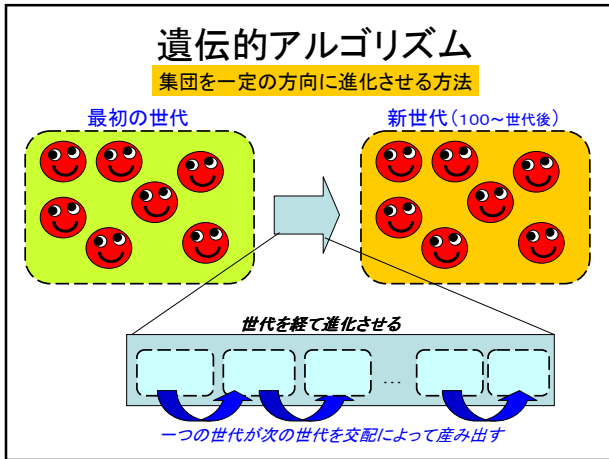 遺伝的アルゴリズム
集団を一定の方向に進化させる方法
最初の世代
新世代(100~世代後)
世代を経て進化させる
…
一つの世代が次の世代を交配によって産み出す